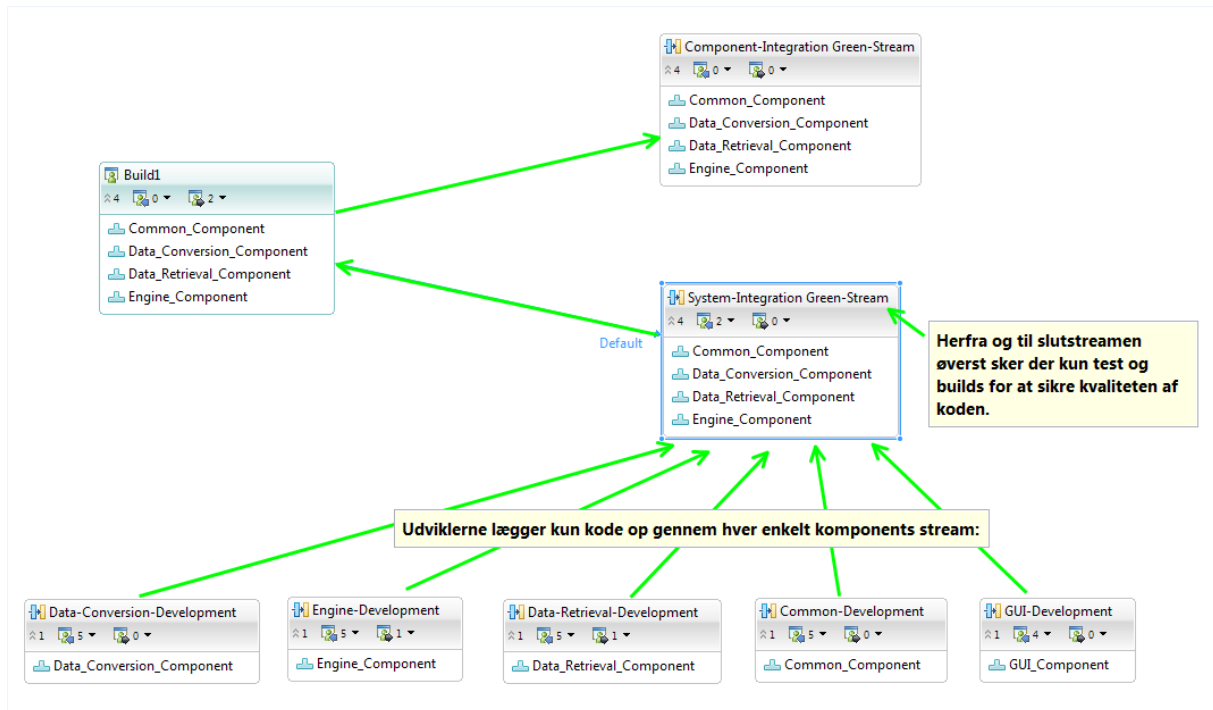 Component-Integration Green-Stream
4 0 0
Common_Component
Data_Conversion_Component
Data_Retrieval_Component
Engine_Component
Build1
4 0 2
Common_Component
Data_Conversion_Component
Data_Retrieval_Component
Engine_Component
System-Integration Green-Stream
4 2 0
Default
Common_Component
Data_Conversion_Component
Data_Retrieval_Component
Engine_Component
Herfra og til slutstreamen
øverst sker der kun test og
builds for at sikre kvaliteten af
koden.
Udviklerne lægger kun kode op gennem hver enkelt komponents stream:
Data-Conversion-Development
1 5 0
Data_Conversion_Component
Engine-Development
1 5 1
Engine_Component
Data-Retrieval-Development
1 5 1
Data_Retrieval_Component
Common-Development
1 5 0
Common_Component
GUI-Development
1 4 0
GUI_Component